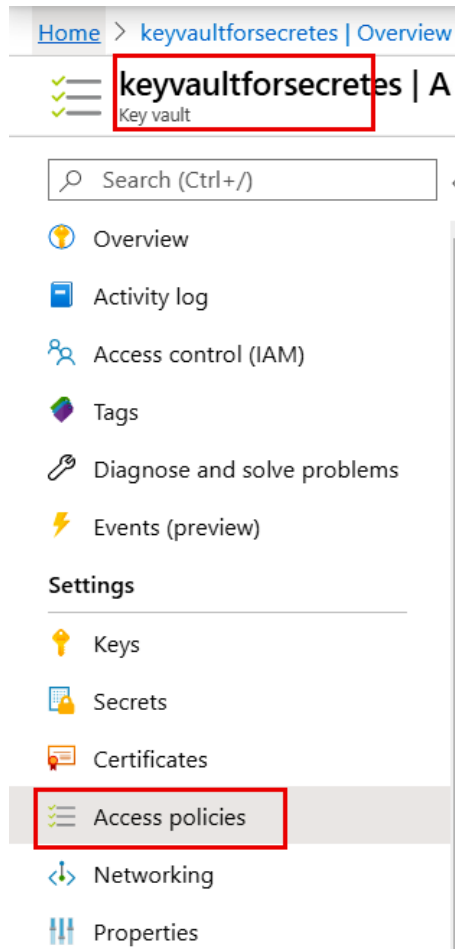 Home > keyvaultforsecretes | Overview
keyvaultforsecretes | A
Key vault
Search (Ctrl+/)
Overview
Activity log
Access control (IAM)
Tags
Diagnose and solve problems
Events (preview)
Settings
Keys
Secrets
Certificates
Access policies
Networking
Properties